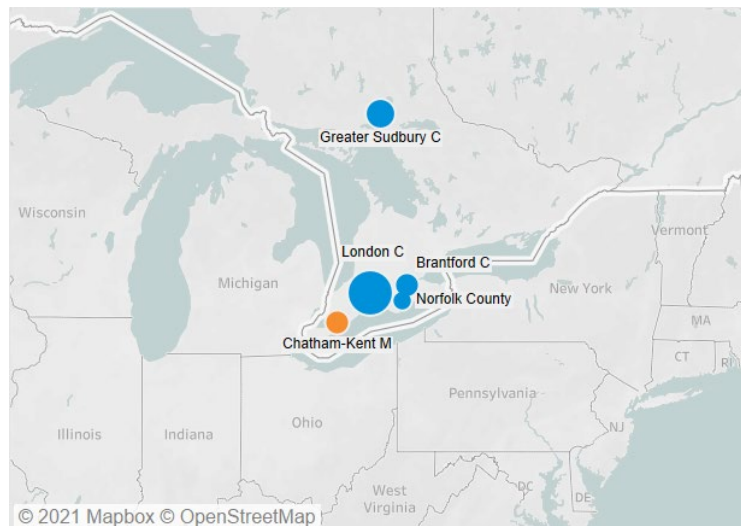 Greater Sudbury C
Wisconsin
Vermont
London C
Brantford C
Michigan
Norfolk County
New York
MA
Chatham-Kent M
CT
RI
Pennsylvania
Ohio
NJ
Illinois
Indiana
West
Virginia
DC
DE
© 2021 Mapbox © OpenStreetMap